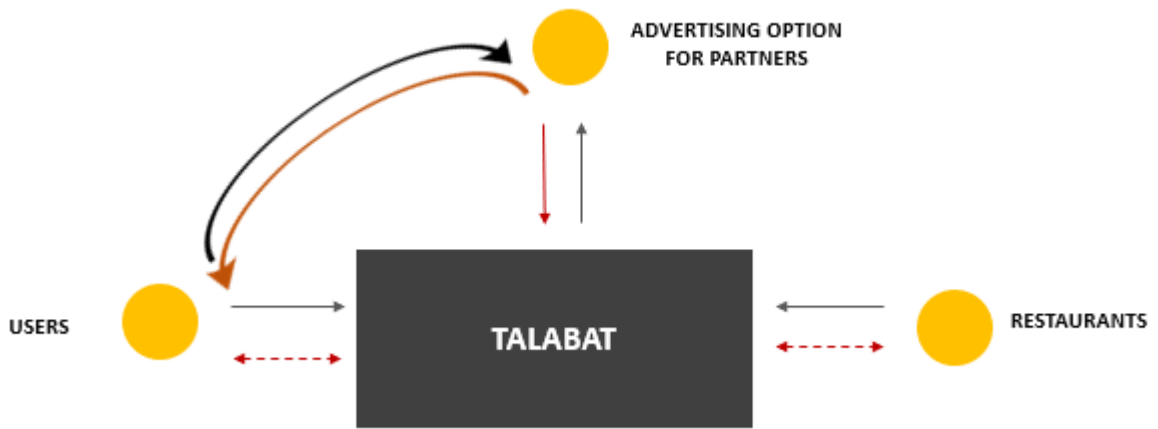 ADVERTISING OPTION
FOR PARTNERS
USERS
TALABAT
RESTAURANTS